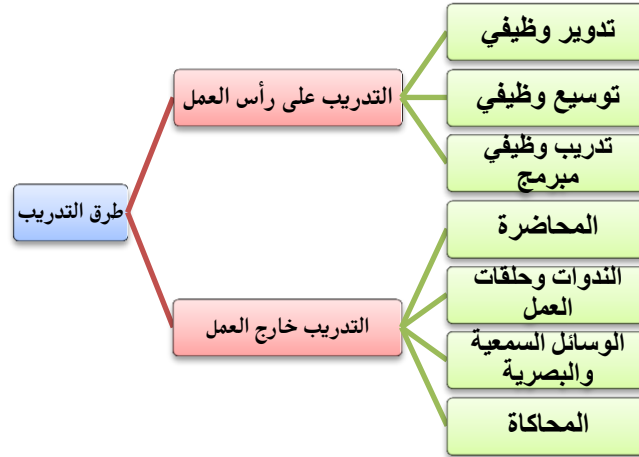 طرق التدريب
التدريب على رأس العمل
تدوير وظيفي
توسيع وظيفي
تدريب وظيفي
مبرمج
التدريب خارج العمل
المحاضرة
الندوات وحلقات
العمل
الوسائل السمعية
والبصرية
المحاكاة